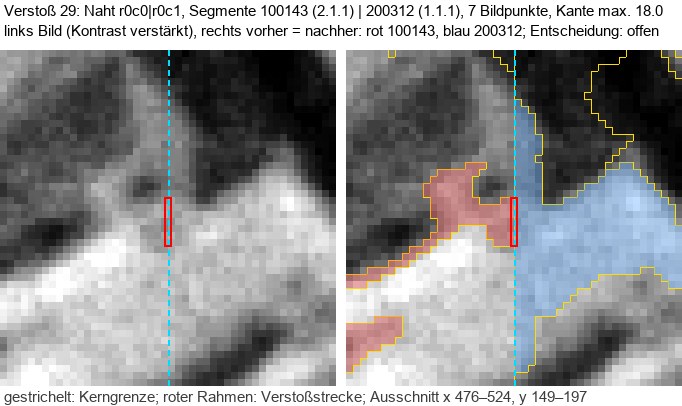 Verstoß 29: Naht r0c0|r0c1, Segmente 100143 (2.1.1) | 200312 (1.1.1), 7 Bildpunkte, Kante max. 18.0
links Bild (Kontrast verstärkt), rechts vorher = nachher: rot 100143, blau 200312; Entscheidung: offen
gestrichelt: Kerngrenze; roter Rahmen: Verstoßstrecke; Ausschnitt x 476–524, y 149–197